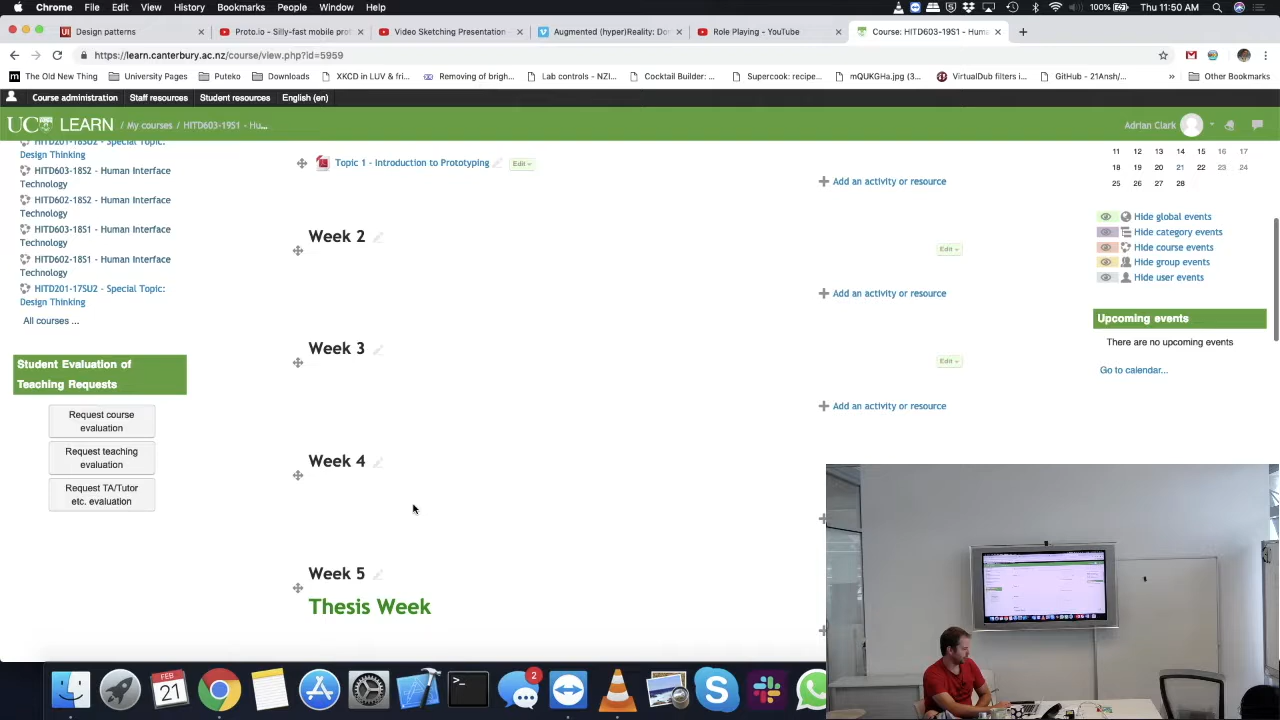 Chrome File Edit View History Bookmarks People Window Help
100% Thu 11:50 AM
Design patterns
Proto.io - Silly-fast mobile prot
Video Sketching Presentation -
Augmented (hyper)Reality: Dom
Role Playing - YouTube
Course: HITD603-19S1 - Huma
https://learn.canterbury.ac.nz/course/view.php?id=5959
The Old New Thing
University Pages
Puteko
Downloads
XKCD in LUV & fri...
Removing of brigh...
Lab controls - NZI...
Cocktail Builder:...
Supercook: recipe...
mQUKGHa.jpg (3...
VirtualDub filters i...
GitHub - 21Ansh/...
»
Other Bookmarks
Course administration
Staff resources
Student resources
English (en)
UC LEARN / My courses / HITD603-19S1 - Hu...
Adrian Clark
HITD201-18SU2 - Special Topic:
Design Thinking
HITD603-18S2 - Human Interface
Technology
HITD602-18S2 - Human Interface
Technology
HITD603-18S1 - Human Interface
Technology
HITD602-18S1 - Human Interface
Technology
HITD201-17SU2 - Special Topic:
Design Thinking
All courses ...
Student Evaluation of
Teaching Requests
Request course
evaluation
Request teaching
evaluation
Request TA/Tutor
etc. evaluation
Topic 1 - Introduction to Prototyping
Edit
Add an activity or resource
Week 2
Edit
Add an activity or resource
Week 3
Edit
Add an activity or resource
Week 4
Week 5
Thesis Week
11 12 13 14 15 16 17
18 19 20 21 22 23 24
25 26 27 28
Hide global events
Hide category events
Hide course events
Hide group events
Hide user events
Upcoming events
There are no upcoming events
Go to calendar...
FEB
21
2